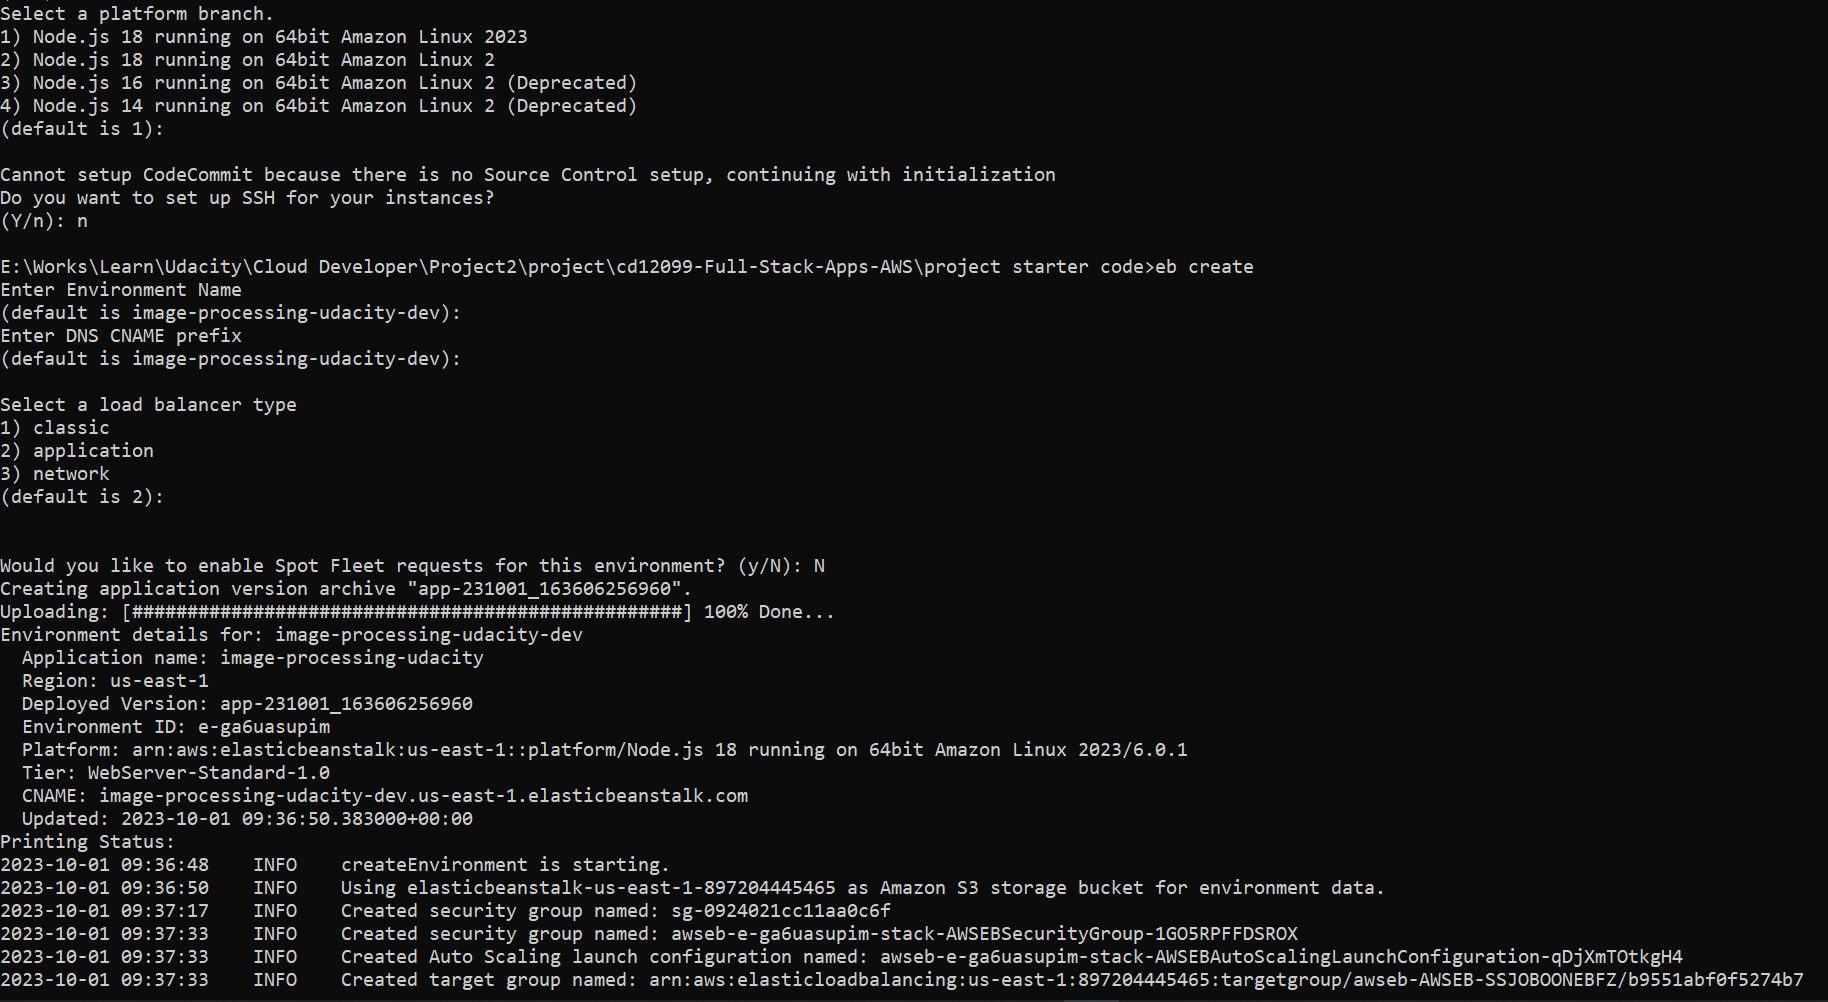 Select a platform branch.
1) Node.js 18 running on 64bit Amazon Linux 2023
2) Node.js 18 running on 64bit Amazon Linux 2
3) Node.js 16 running on 64bit Amazon Linux 2 (Deprecated)
4) Node.js 14 running on 64bit Amazon Linux 2 (Deprecated)
(default is 1):
Cannot setup CodeCommit because there is no Source Control setup, continuing with initialization
Do you want to set up SSH for your instances?
(Y/n): n
E:\Works\Learn\Udacity\Cloud Developer\Project2\project\cd12099-Full-Stack-Apps-AWS\project starter code>eb create
Enter Environment Name
(default is image-processing-udacity-dev):
Enter DNS CNAME prefix
(default is image-processing-udacity-dev):
Select a load balancer type
1) classic
2) application
3) network
(default is 2):
Would you like to enable Spot Fleet requests for this environment? (y/N): N
Creating application version archive "app-231001_163606256960".
Uploading: [##################################################] 100% Done...
Environment details for: image-processing-udacity-dev
  Application name: image-processing-udacity
  Region: us-east-1
  Deployed Version: app-231001_163606256960
  Environment ID: e-ga6uasupim
  Platform: arn:aws:elasticbeanstalk:us-east-1::platform/Node.js 18 running on 64bit Amazon Linux 2023/6.0.1
  Tier: WebServer-Standard-1.0
  CNAME: image-processing-udacity-dev.us-east-1.elasticbeanstalk.com
  Updated: 2023-10-01 09:36:50.383000+00:00
Printing Status:
2023-10-01 09:36:48    INFO    createEnvironment is starting.
2023-10-01 09:36:50    INFO    Using elasticbeanstalk-us-east-1-897204445465 as Amazon S3 storage bucket for environment data.
2023-10-01 09:37:17    INFO    Created security group named: sg-0924021cc11aa0c6f
2023-10-01 09:37:33    INFO    Created security group named: awseb-e-ga6uasupim-stack-AWSEBSecurityGroup-1GO5RPFFDSROX
2023-10-01 09:37:33    INFO    Created Auto Scaling launch configuration named: awseb-e-ga6uasupim-stack-AWSEBAutoScalingLaunchConfiguration-qDjXmTOtkgH4
2023-10-01 09:37:33    INFO    Created target group named: arn:aws:elasticloadbalancing:us-east-1:897204445465:targetgroup/awseb-AWSEB-SSJOBOONEBFZ/b9551abf0f5274b7